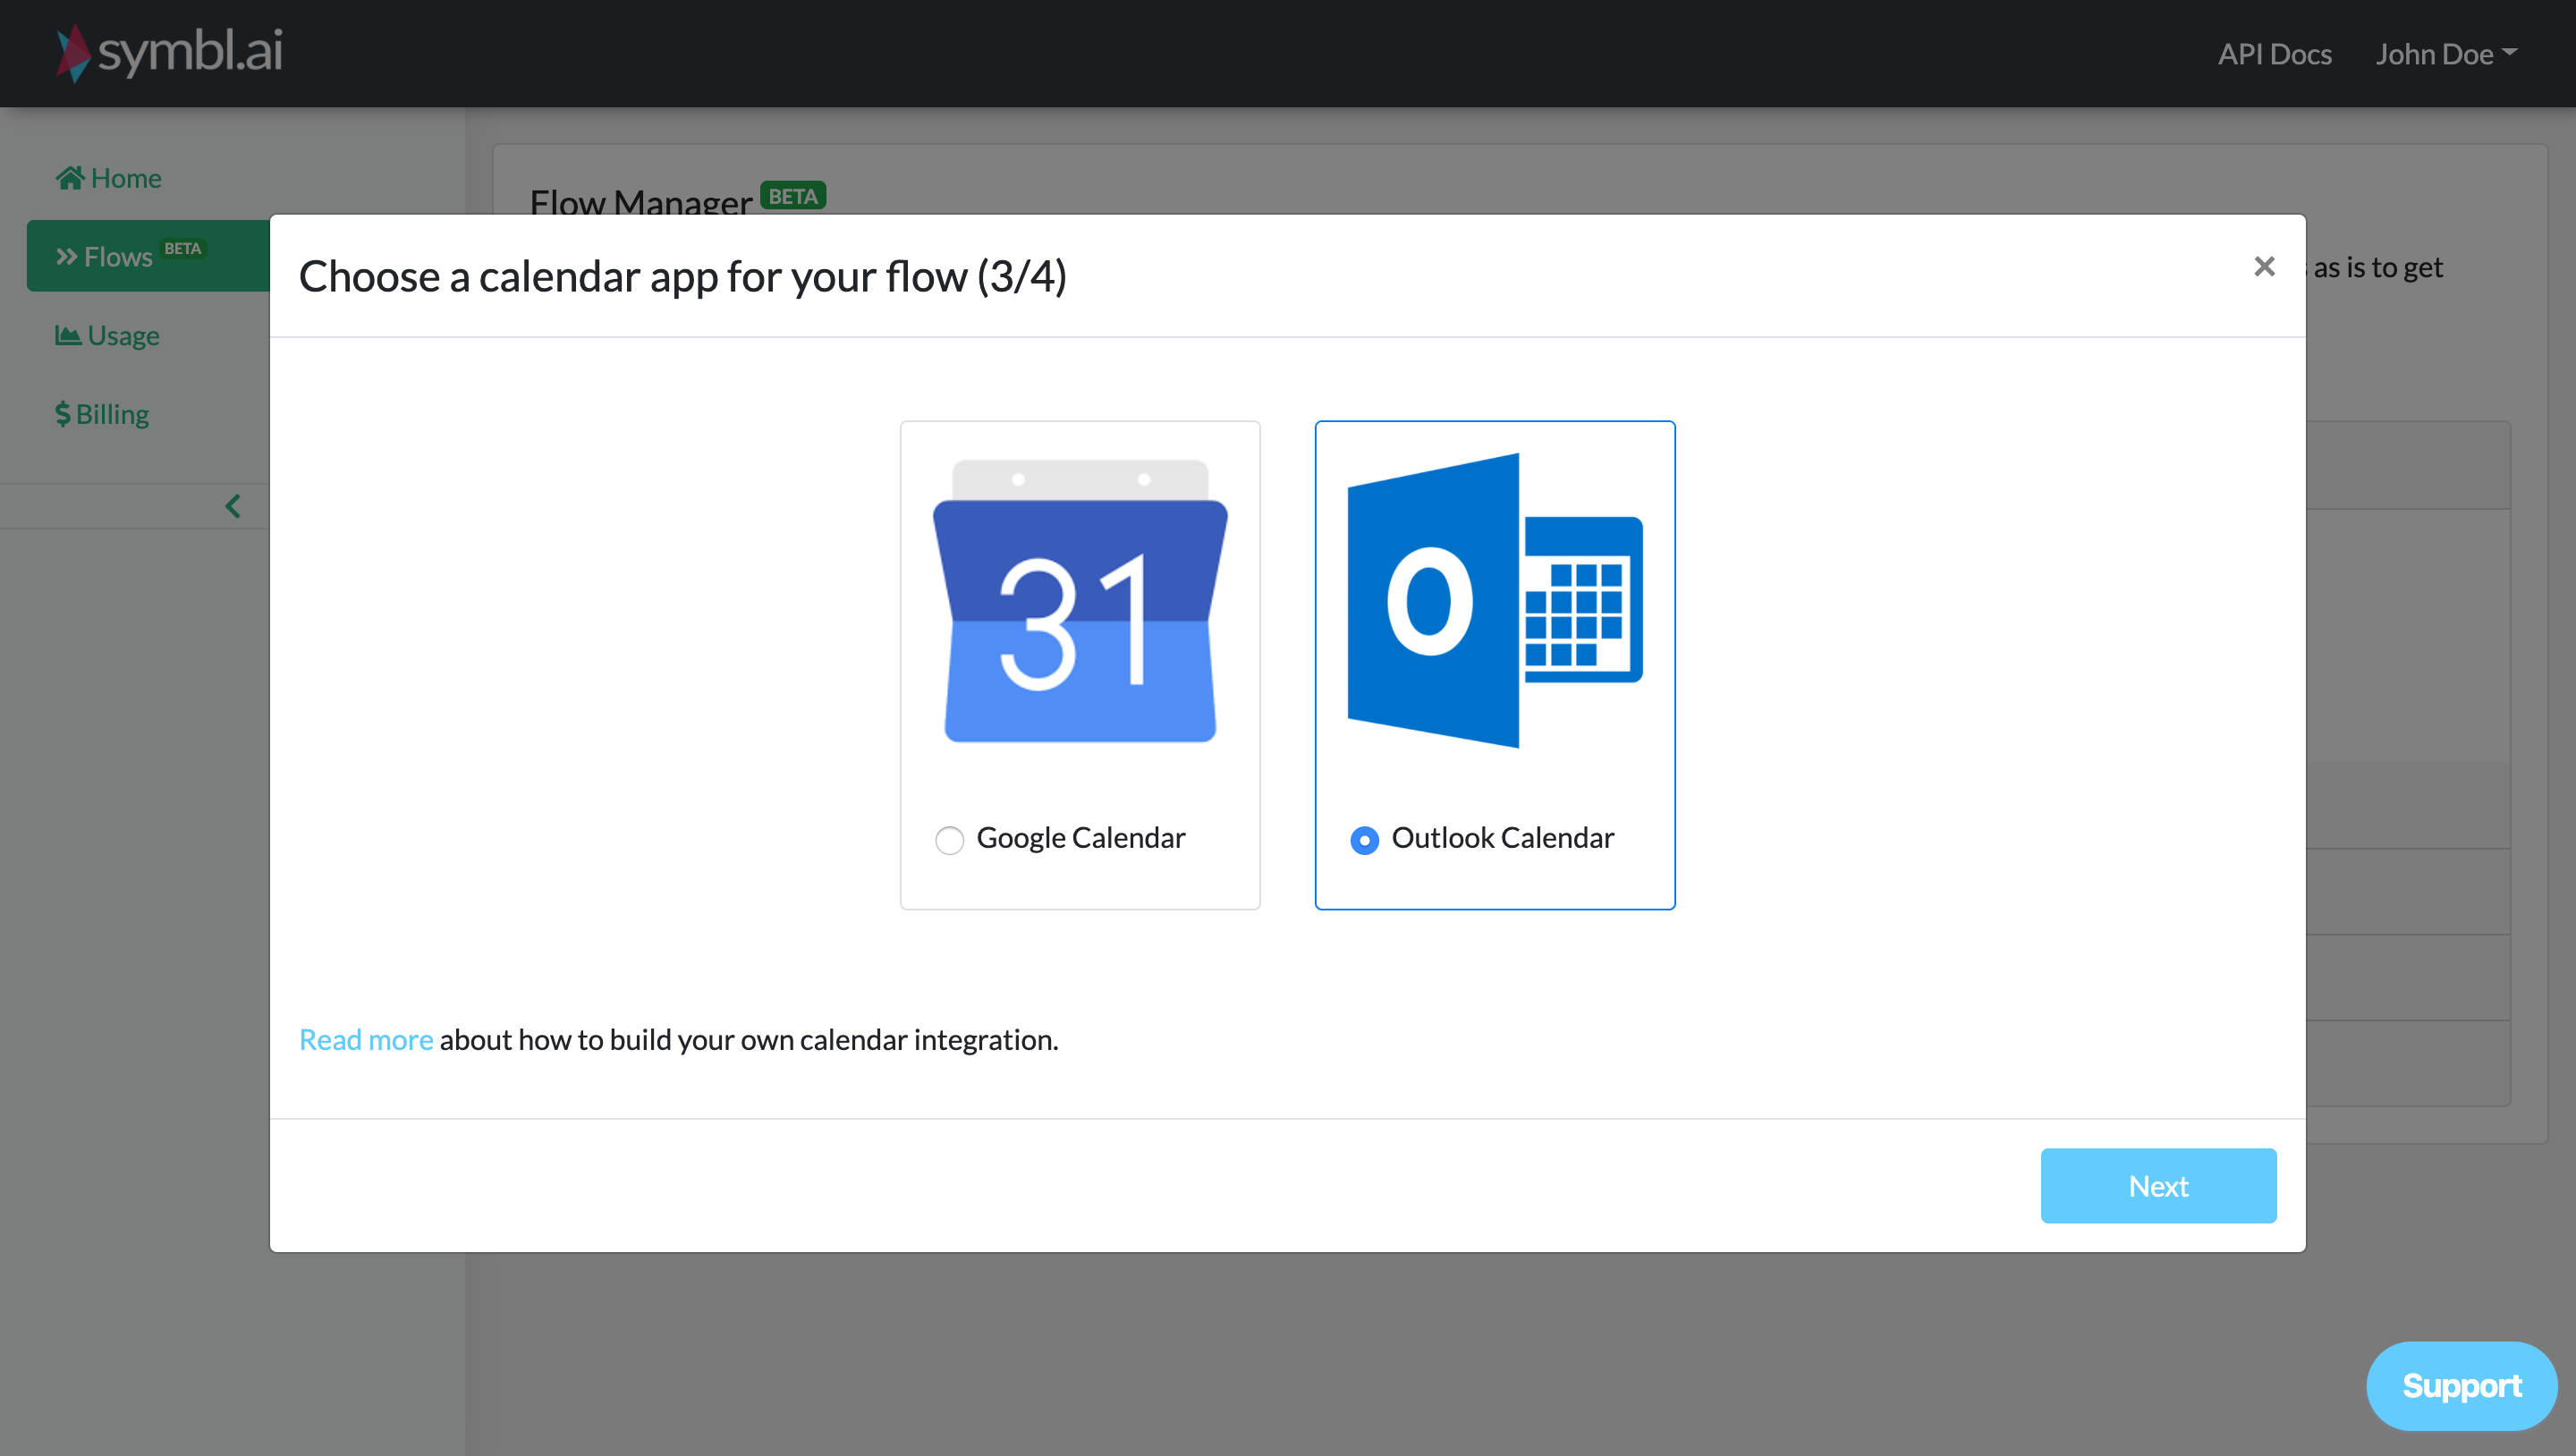 symbl.ai
API Docs
John Doe
Home
Flows BETA
Usage
Billing
Flow Manager BETA
as is to get
Choose a calendar app for your flow (3/4)
×
31
O
Google Calendar
Outlook Calendar
Read more about how to build your own calendar integration.
Next
Support